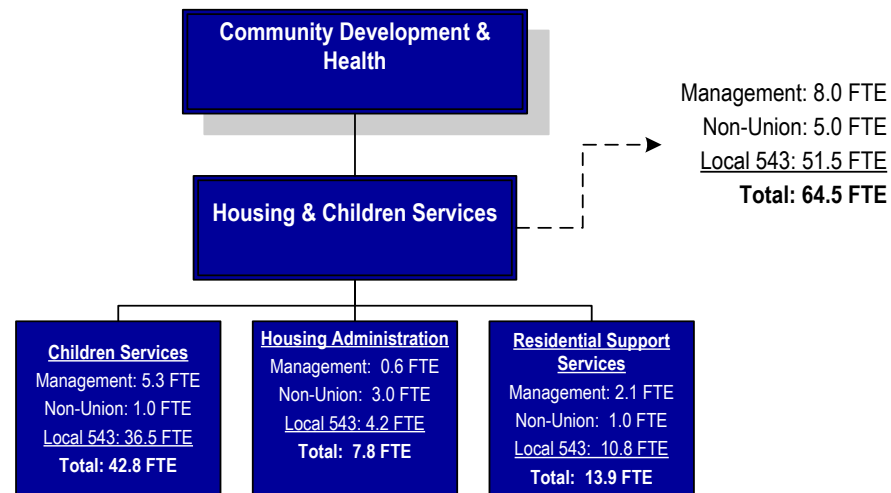 Community Development &
Health
Management: 8.0 FTE
Non-Union: 5.0 FTE
Local 543: 51.5 FTE
Total: 64.5 FTE
Housing & Children Services
Children Services
Management: 5.3 FTE
Non-Union: 1.0 FTE
Local 543: 36.5 FTE
Total: 42.8 FTE
Housing Administration
Management: 0.6 FTE
Non-Union: 3.0 FTE
Local 543: 4.2 FTE
Total: 7.8 FTE
Residential Support
Services
Management: 2.1 FTE
Non-Union: 1.0 FTE
Local 543: 10.8 FTE
Total: 13.9 FTE